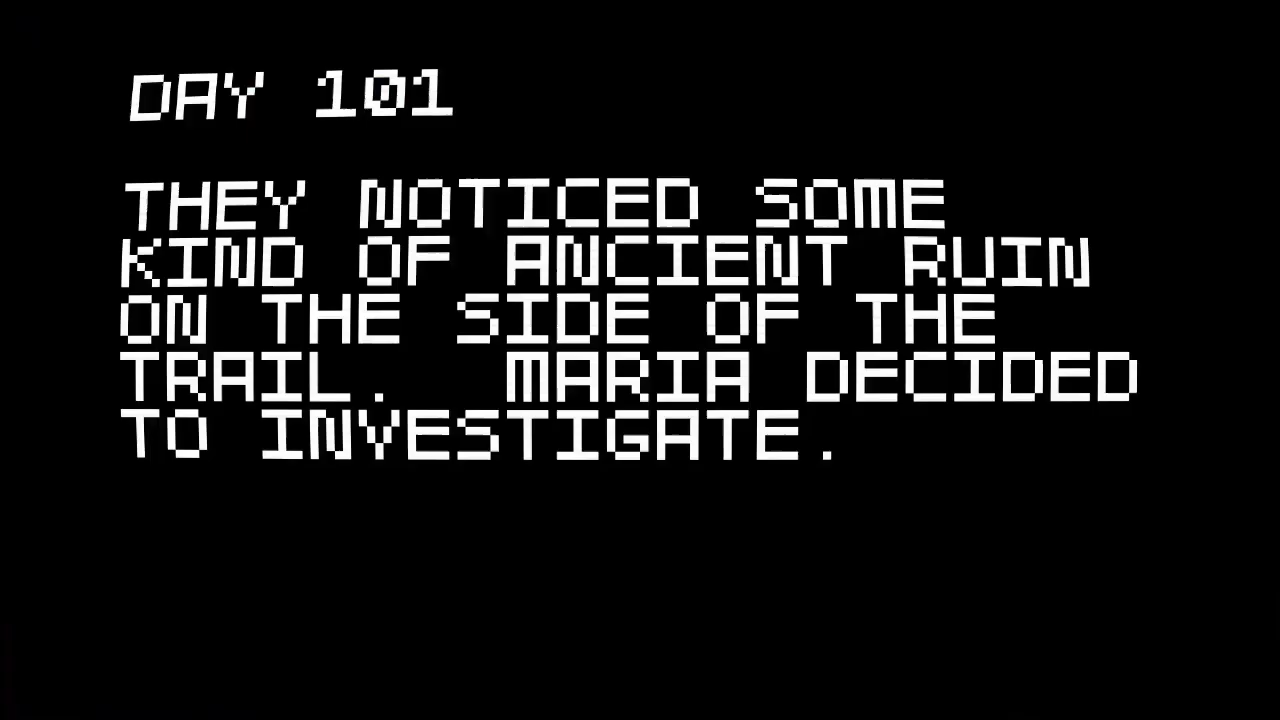 DAY 101
THEY NOTICED SOME
KIND OF ANCIENT RUIN
ON THE SIDE OF THE
TRAIL.  MARIA DECIDED
TO INVESTIGATE.